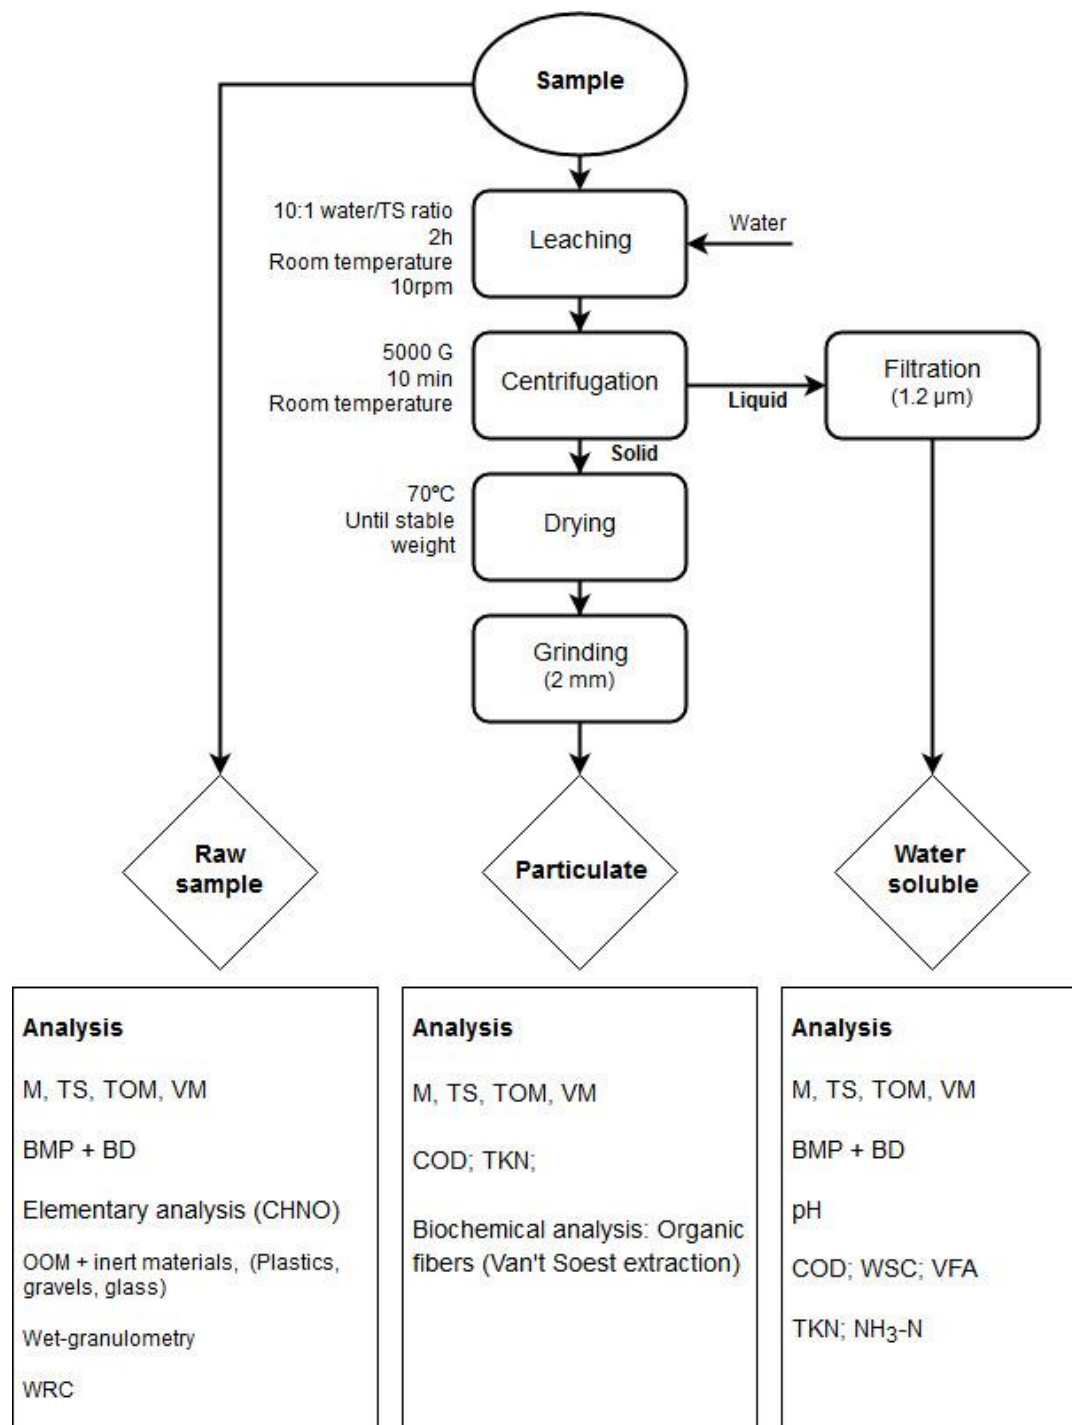 Sample
10:1 water/TS ratio
2h
Room temperature
10rpm
Leaching
Water
5000 G
10 min
Room temperature
Centrifugation
Liquid
Filtration
(1.2 µm)
Solid
70ºC
Until stable
weight
Drying
Grinding
(2 mm)
Raw
sample
Particulate
Water
soluble
Analysis
M, TS, TOM, VM
BMP + BD
Elementary analysis (CHNO)
OOM + inert materials, (Plastics,
gravels, glass)
Wet-granulometry
WRC
Analysis
M, TS, TOM, VM
COD; TKN;
Biochemical analysis: Organic
fibers (Van't Soest extraction)
Analysis
M, TS, TOM, VM
BMP + BD
pH
COD; WSC; VFA
TKN; NH3-N